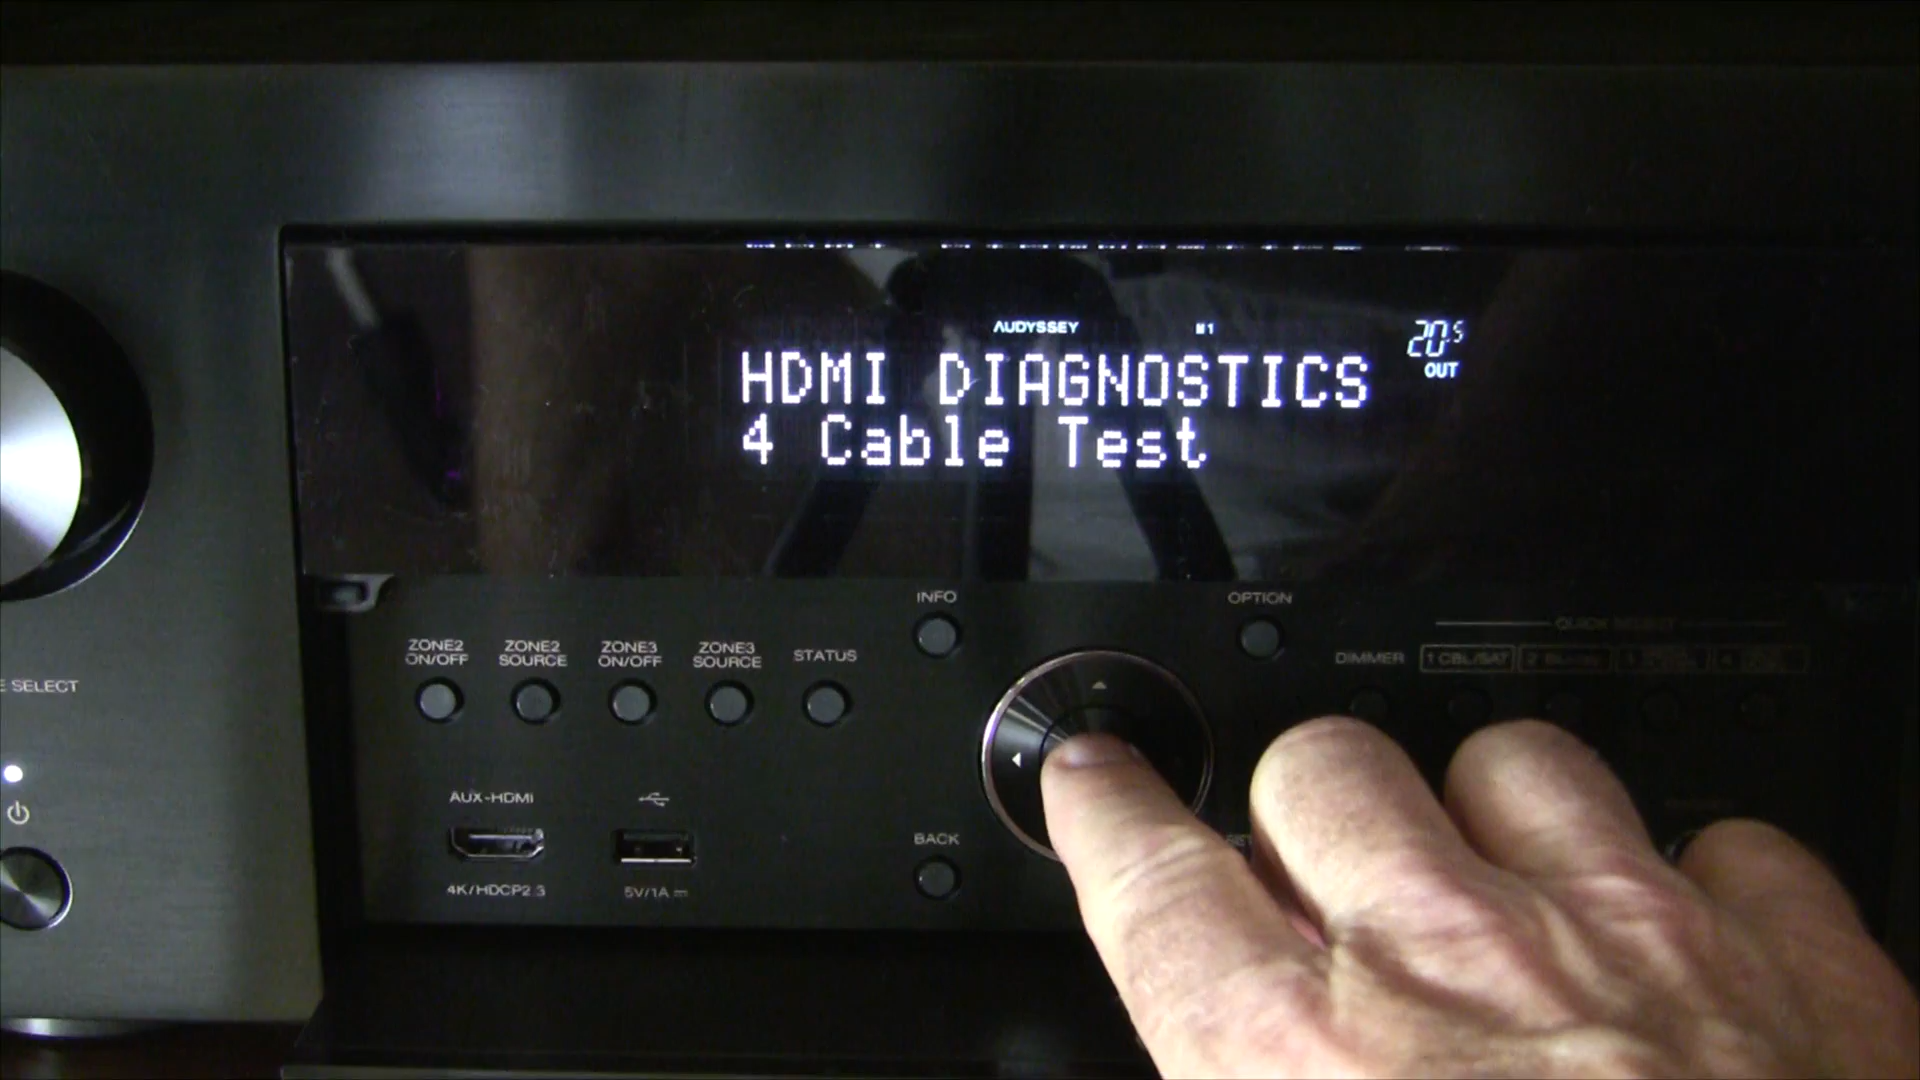 AUDYSSEY M1 20.5
OUT
HDMI DIAGNOSTICS
4 Cable Test
INFO
OPTION
ZONE2
ON/OFF
ZONE2
SOURCE
ZONE3
ON/OFF
ZONE3
SOURCE
STATUS
QUICK SELECT
DIMMER
1 CBL/SAT
2
E SELECT
AUX-HDMI
4K/HDCP2.3
5V/1A
BACK